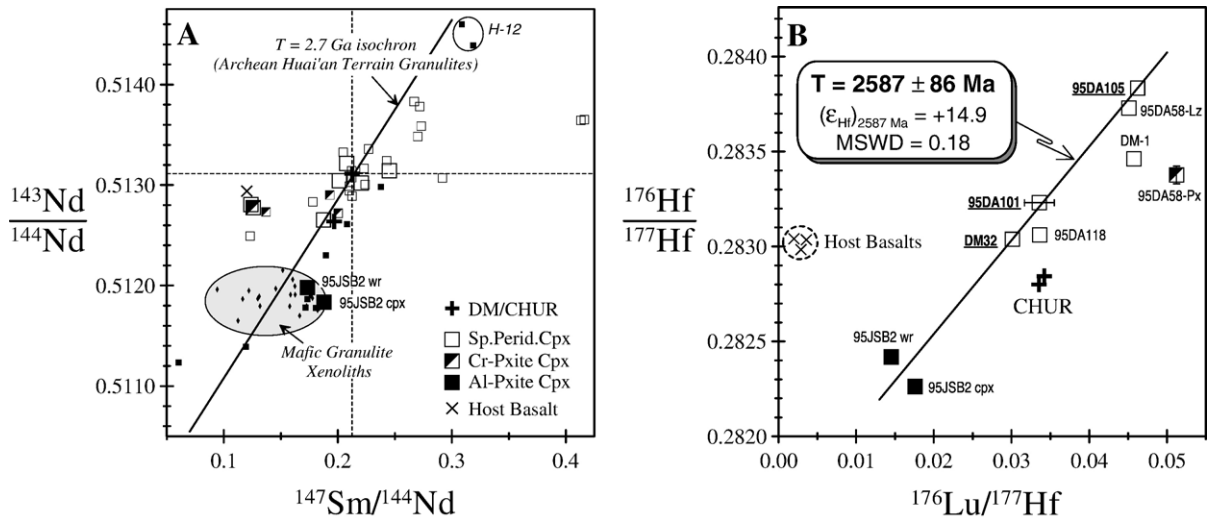 A
T = 2.7 Ga isochron
(Archean Huai'an Terrain Granulites)
H-12
0.5140
0.5130
0.5120
0.5110
143Nd
144Nd
95JSB2 wr
95JSB2 cpx
Mafic Granulite
Xenoliths
DM/CHUR
Sp.Perid.Cpx
Cr-Pxite Cpx
Al-Pxite Cpx
Host Basalt
0.1 0.2 0.3 0.4
147Sm/144Nd
B
T = 2587 ± 86 Ma
(εHf)2587 Ma = +14.9
MSWD = 0.18
95DA105
95DA58-Lz
DM-1
95DA58-Px
95DA101
95DA118
DM32
Host Basalts
CHUR
95JSB2 wr
95JSB2 cpx
0.2840
0.2835
0.2830
0.2825
0.2820
176Hf
177Hf
0.00 0.01 0.02 0.03 0.04 0.05
176Lu/177Hf